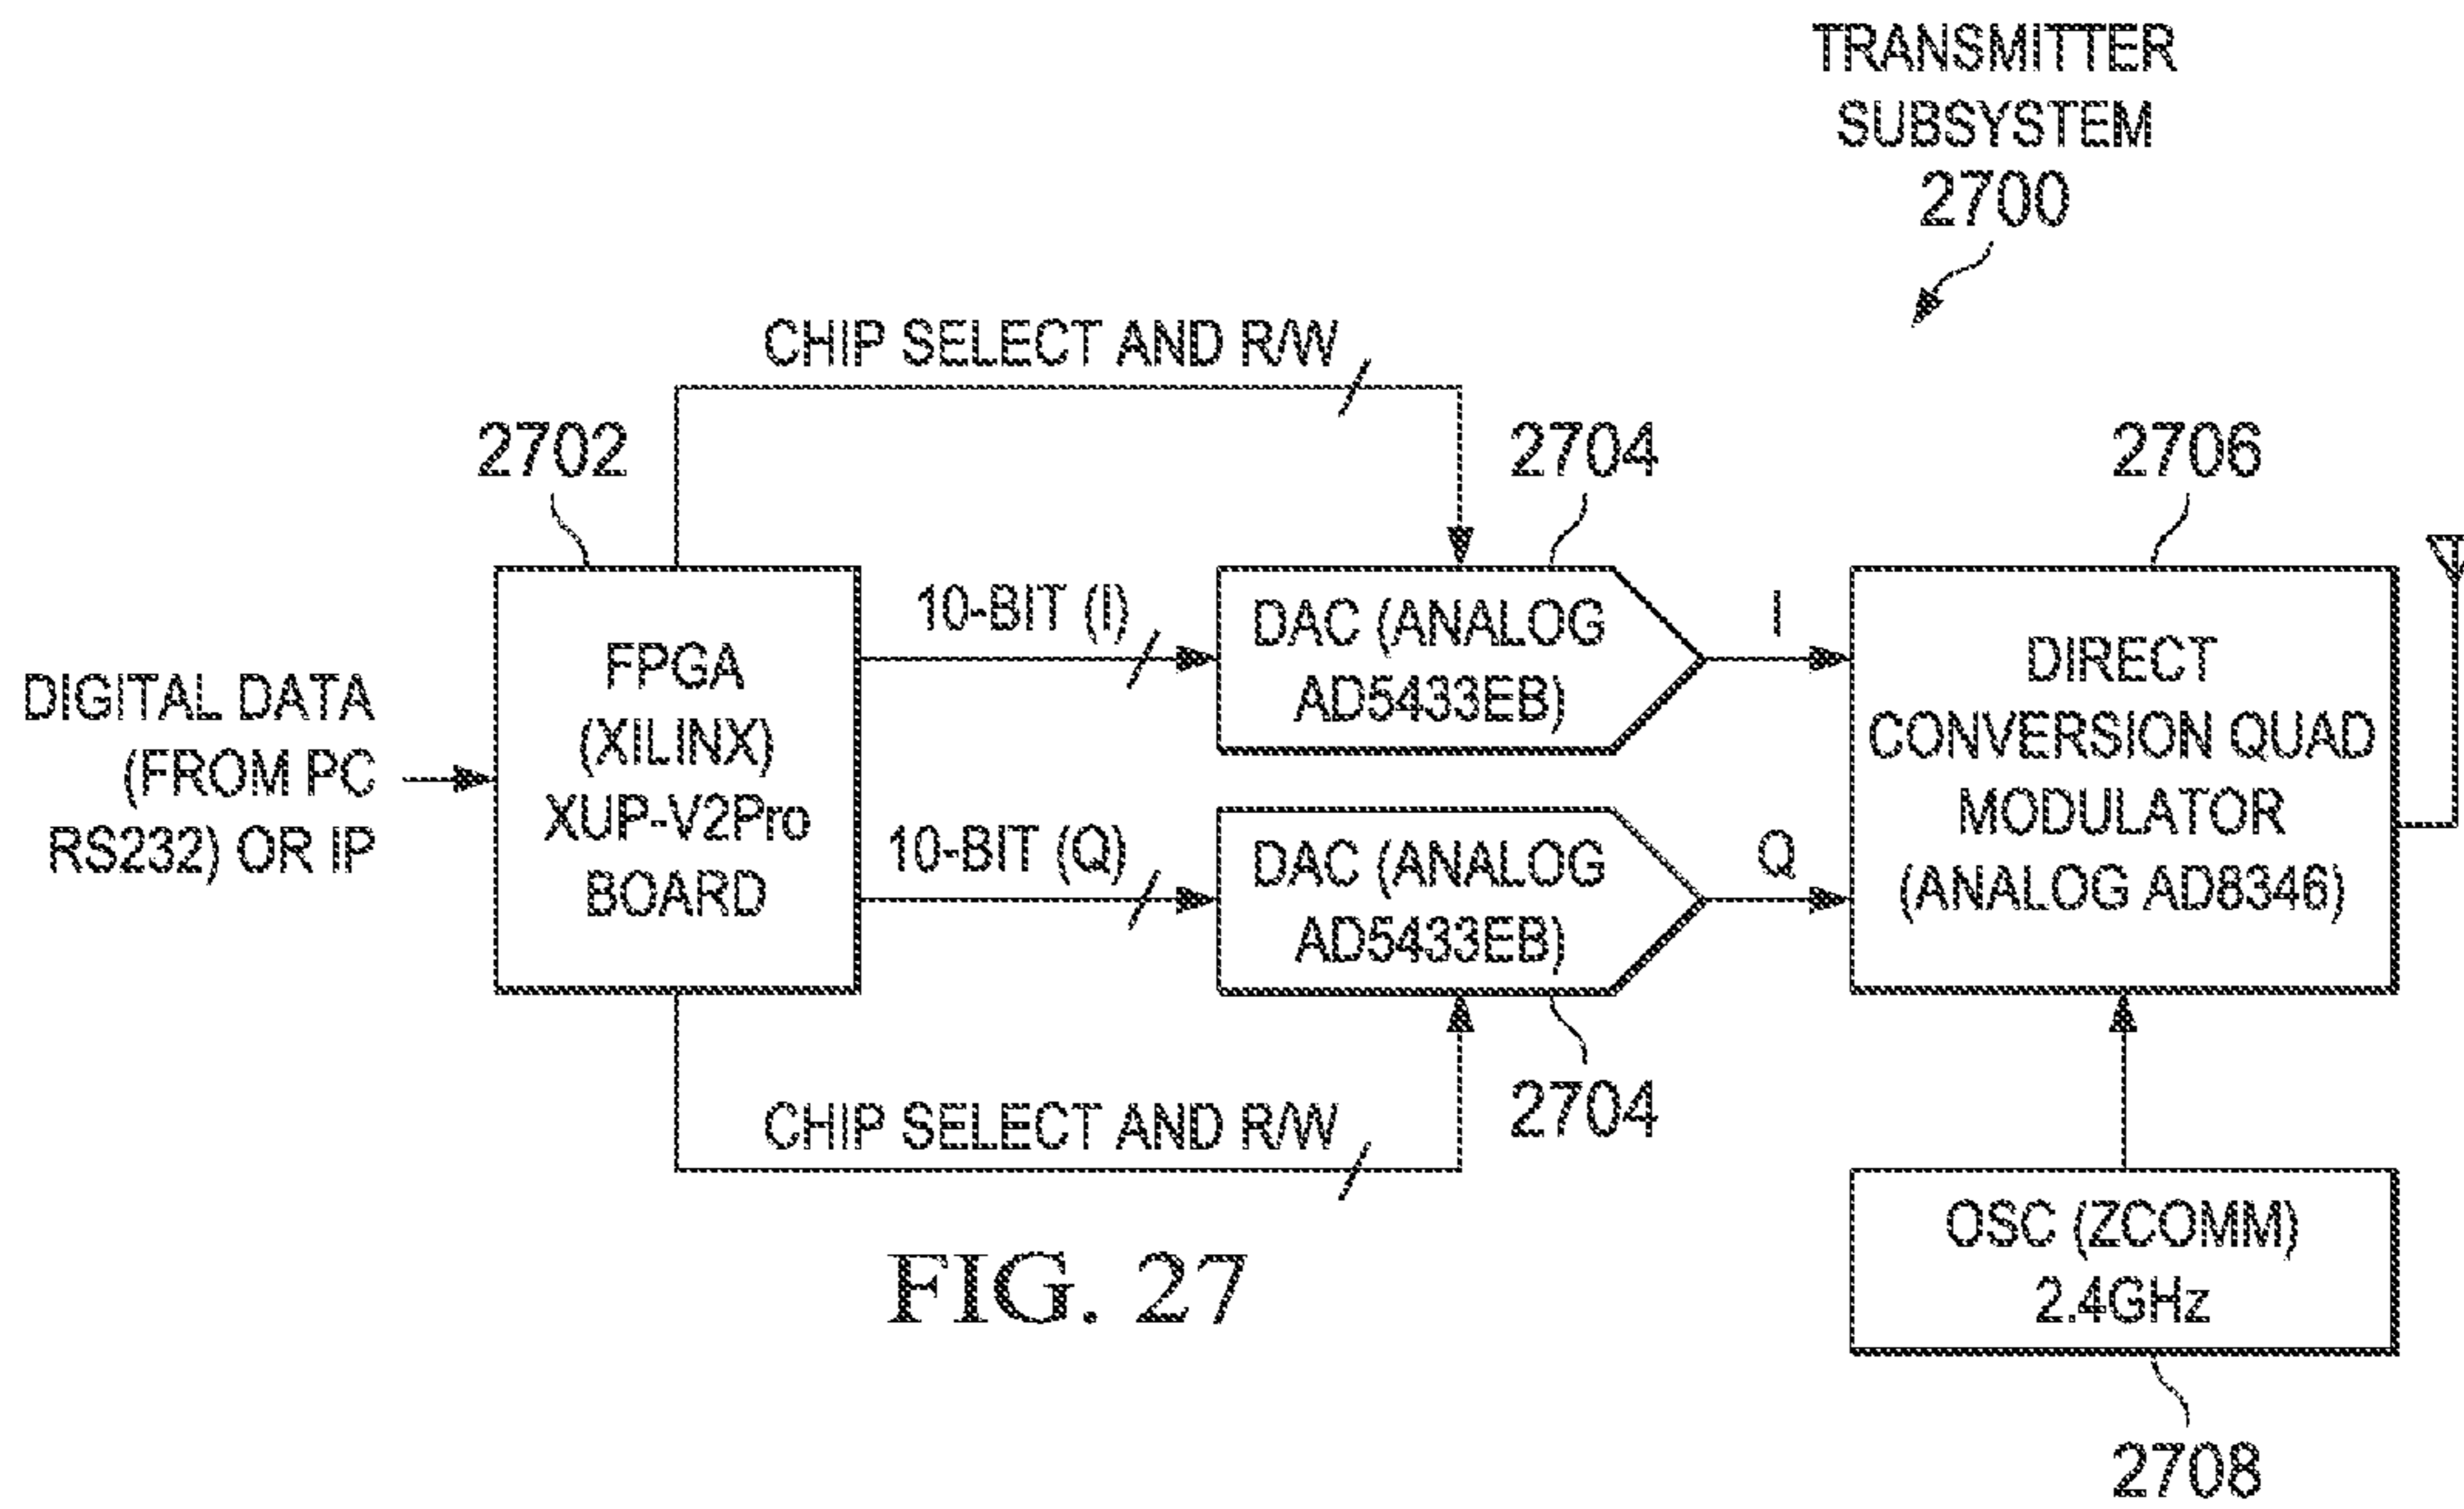 TRANSMITTER
SUBSYSTEM
2700
CHIP SELECT AND R/W
2702
2704
2706
DIGITAL DATA
(FROM PC
RS232) OR IP
FPGA
(XILINX)
XUP-V2Pro
BOARD
10-BIT (I)
DAC (ANALOG
AD5433EB)
I
10-BIT (Q)
DAC (ANALOG
AD5433EB)
Q
DIRECT
CONVERSION QUAD
MODULATOR
(ANALOG AD8346)
CHIP SELECT AND R/W
2704
OSC (ZCOMM)
2.4GHz
2708
FIG. 27